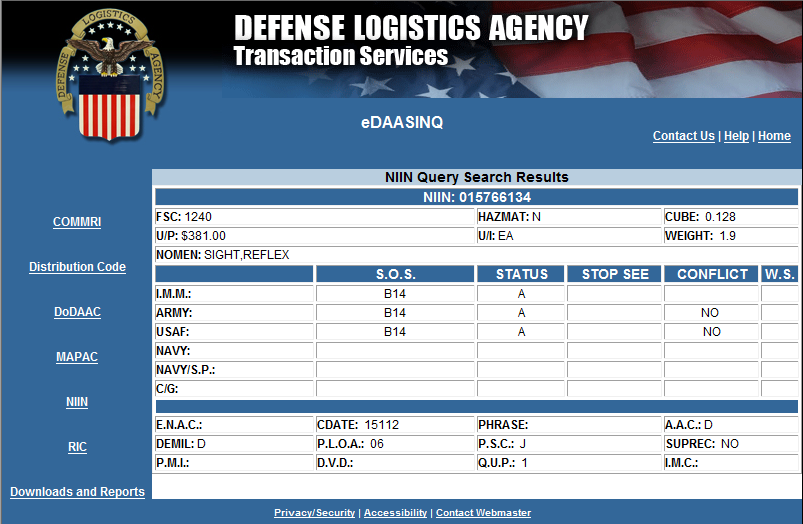 DEFENSE LOGISTICS AGENCY
Transaction Services
DEFENSE LOGISTICS AGENCY
eDAASINQ
Contact Us | Help | Home
NIIN Query Search Results
NIIN: 015766134
FSC: 1240 HAZMAT: N CUBE: 0.128
U/P: $381.00 U/I: EA WEIGHT: 1.9
NOMEN: SIGHT,REFLEX
S.O.S. STATUS STOP SEE CONFLICT W.S.
I.M.M.: B14 A
ARMY: B14 A NO
USAF: B14 A NO
NAVY:
NAVY/S.P.:
C/G:
E.N.A.C.: CDATE: 15112 PHRASE: A.A.C.: D
DEMIL: D P.L.O.A.: 06 P.S.C.: J SUPREC: NO
P.M.I.: D.V.D.: Q.U.P.: 1 I.M.C.:
COMMRI
Distribution Code
DoDAAC
MAPAC
NIIN
RIC
Downloads and Reports
Privacy/Security | Accessibility | Contact Webmaster